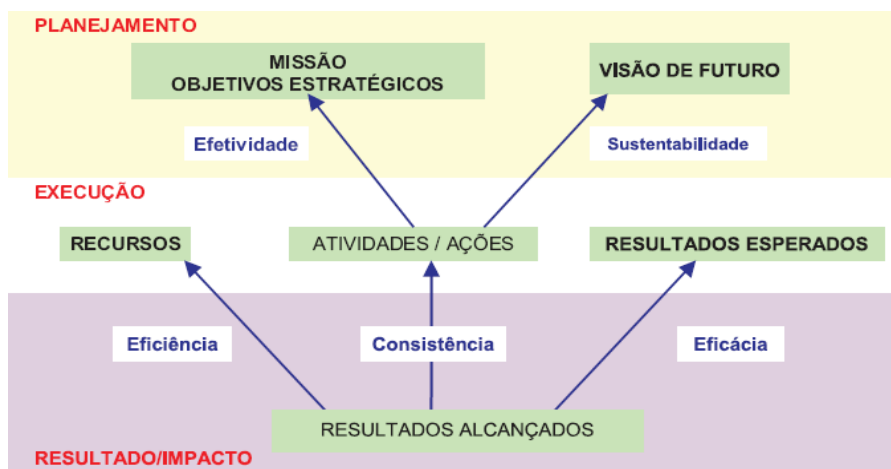 PLANEJAMENTO
MISSÃO
OBJETIVOS ESTRATÉGICOS
VISÃO DE FUTURO
Efetividade
Sustentabilidade
EXECUÇÃO
RECURSOS
ATIVIDADES / AÇÕES
RESULTADOS ESPERADOS
Eficiência
Consistência
Eficácia
RESULTADOS ALCANÇADOS
RESULTADO/IMPACTO